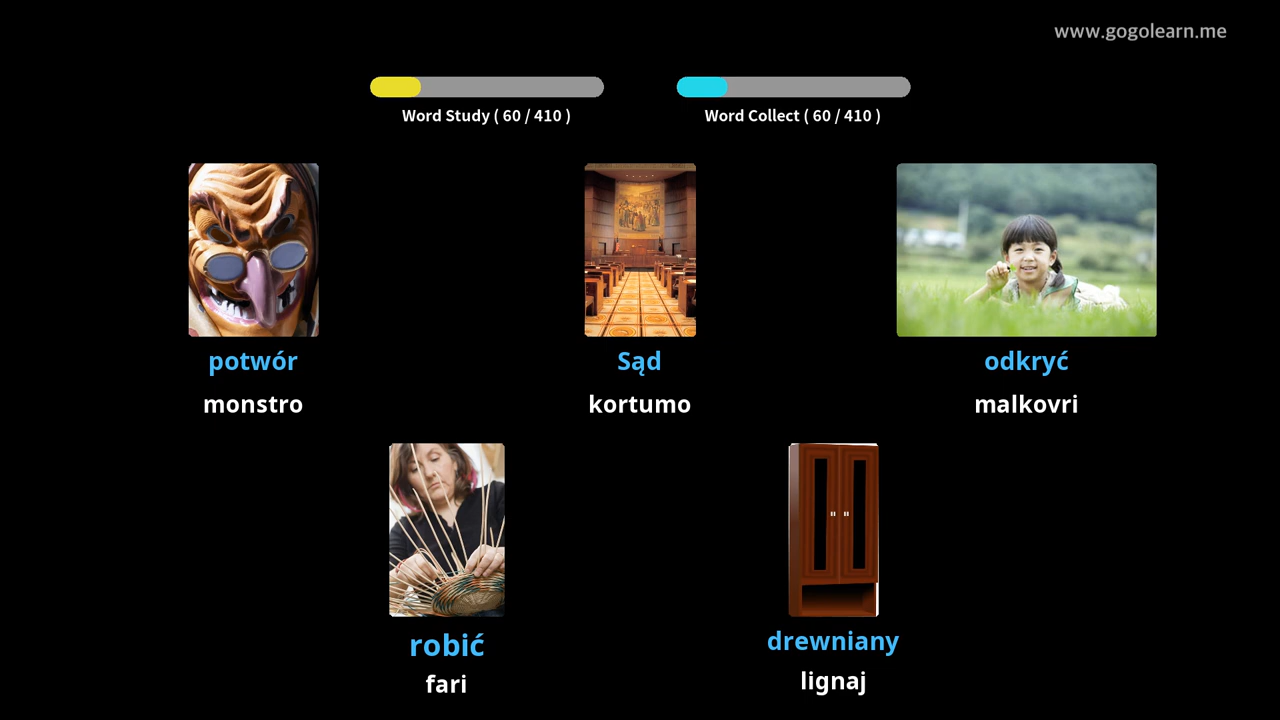 www.gogolearn.me
Word Study ( 60 / 410 )
Word Collect ( 60 / 410 )
potwór
Sąd
odkryć
monstro
kortumo
malkovri
robić
drewniany
fari
lignaj